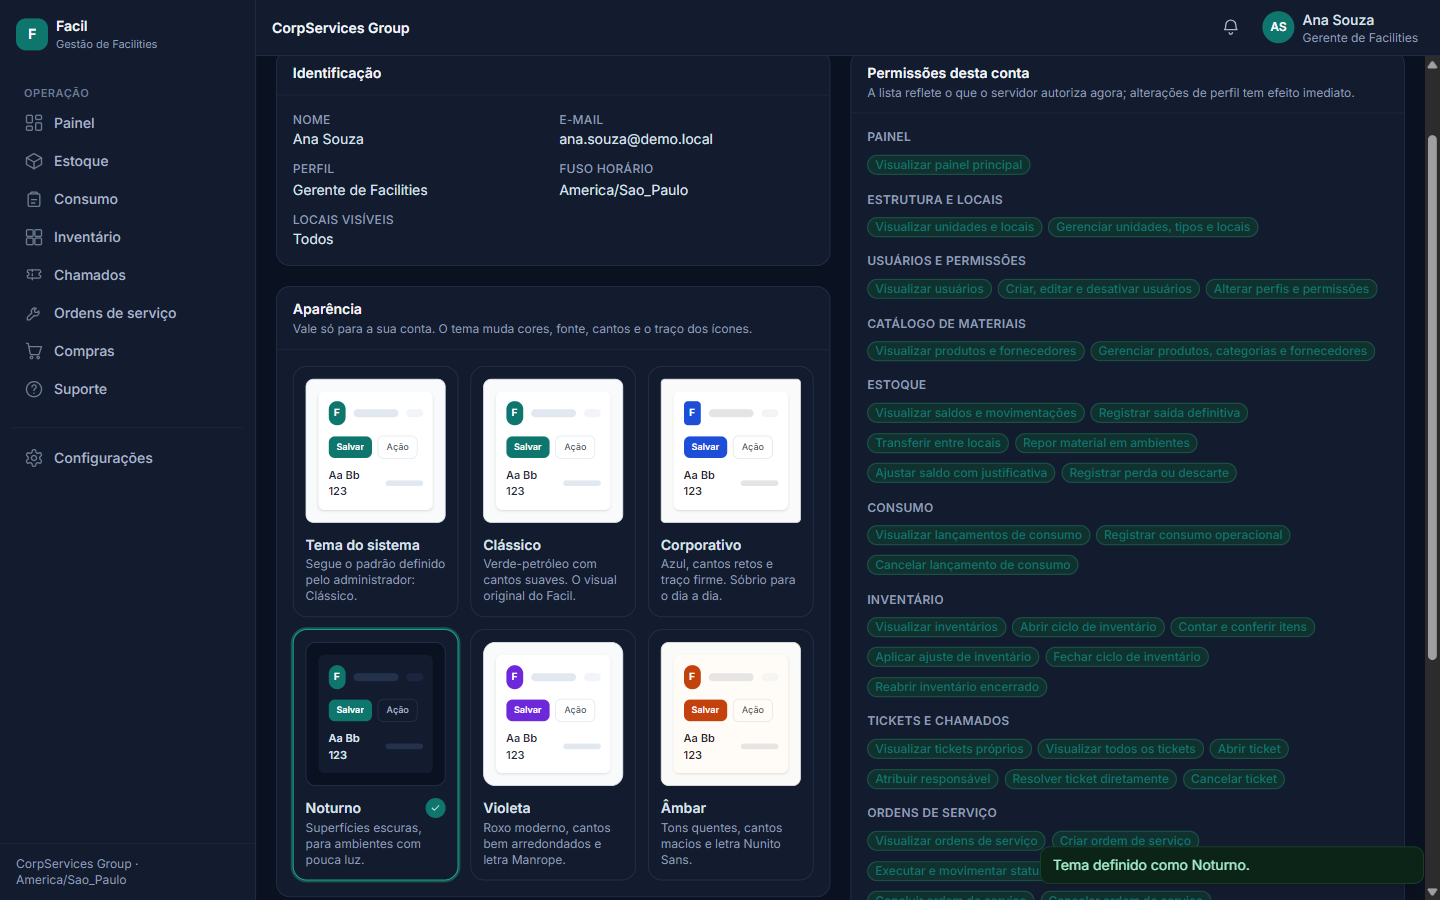 F
Facil
Gestão de Facilities
OPERAÇÃO
Painel
Estoque
Consumo
Inventário
Chamados
Ordens de serviço
Compras
Suporte
Configurações
CorpServices Group ·
America/Sao_Paulo
CorpServices Group
AS
Ana Souza
Gerente de Facilities
Identificação
NOME
Ana Souza
E-MAIL
ana.souza@demo.local
PERFIL
Gerente de Facilities
FUSO HORÁRIO
America/Sao_Paulo
LOCAIS VISÍVEIS
Todos
Aparência
Vale só para a sua conta. O tema muda cores, fonte, cantos e o traço dos ícones.
F
Salvar Ação
Aa Bb
123
Tema do sistema
Segue o padrão definido
pelo administrador:
Clássico.
F
Salvar Ação
Aa Bb
123
Clássico
Verde-petróleo com
cantos suaves. O visual
original do Facil.
F
Salvar Ação
Aa Bb
123
Corporativo
Azul, cantos retos e
traço firme. Sóbrio para
o dia a dia.
F
Salvar Ação
Aa Bb
123
Noturno
Superfícies escuras,
para ambientes com
pouca luz.
F
Salvar Ação
Aa Bb
123
Violeta
Roxo moderno, cantos
bem arredondados e
letra Manrope.
F
Salvar Ação
Aa Bb
123
Âmbar
Tons quentes, cantos
macios e letra Nunito
Sans.
Permissões desta conta
A lista reflete o que o servidor autoriza agora; alterações de perfil tem efeito imediato.
PAINEL
Visualizar painel principal
ESTRUTURA E LOCAIS
Visualizar unidades e locais Gerenciar unidades, tipos e locais
USUÁRIOS E PERMISSÕES
Visualizar usuários Criar, editar e desativar usuários Alterar perfis e permissões
CATÁLOGO DE MATERIAIS
Visualizar produtos e fornecedores Gerenciar produtos, categorias e fornecedores
ESTOQUE
Visualizar saldos e movimentações Registrar saída definitiva
Transferir entre locais Repor material em ambientes
Ajustar saldo com justificativa Registrar perda ou descarte
CONSUMO
Visualizar lançamentos de consumo Registrar consumo operacional
Cancelar lançamento de consumo
INVENTÁRIO
Visualizar inventários Abrir ciclo de inventário Contar e conferir itens
Aplicar ajuste de inventário Fechar ciclo de inventário
Reabrir inventário encerrado
TICKETS E CHAMADOS
Visualizar tickets próprios Visualizar todos os tickets Abrir ticket
Atribuir responsável Resolver ticket diretamente Cancelar ticket
ORDENS DE SERVIÇO
Visualizar ordens de serviço Criar ordem de serviço
Executar e movimentar statu
Tema definido como Noturno.